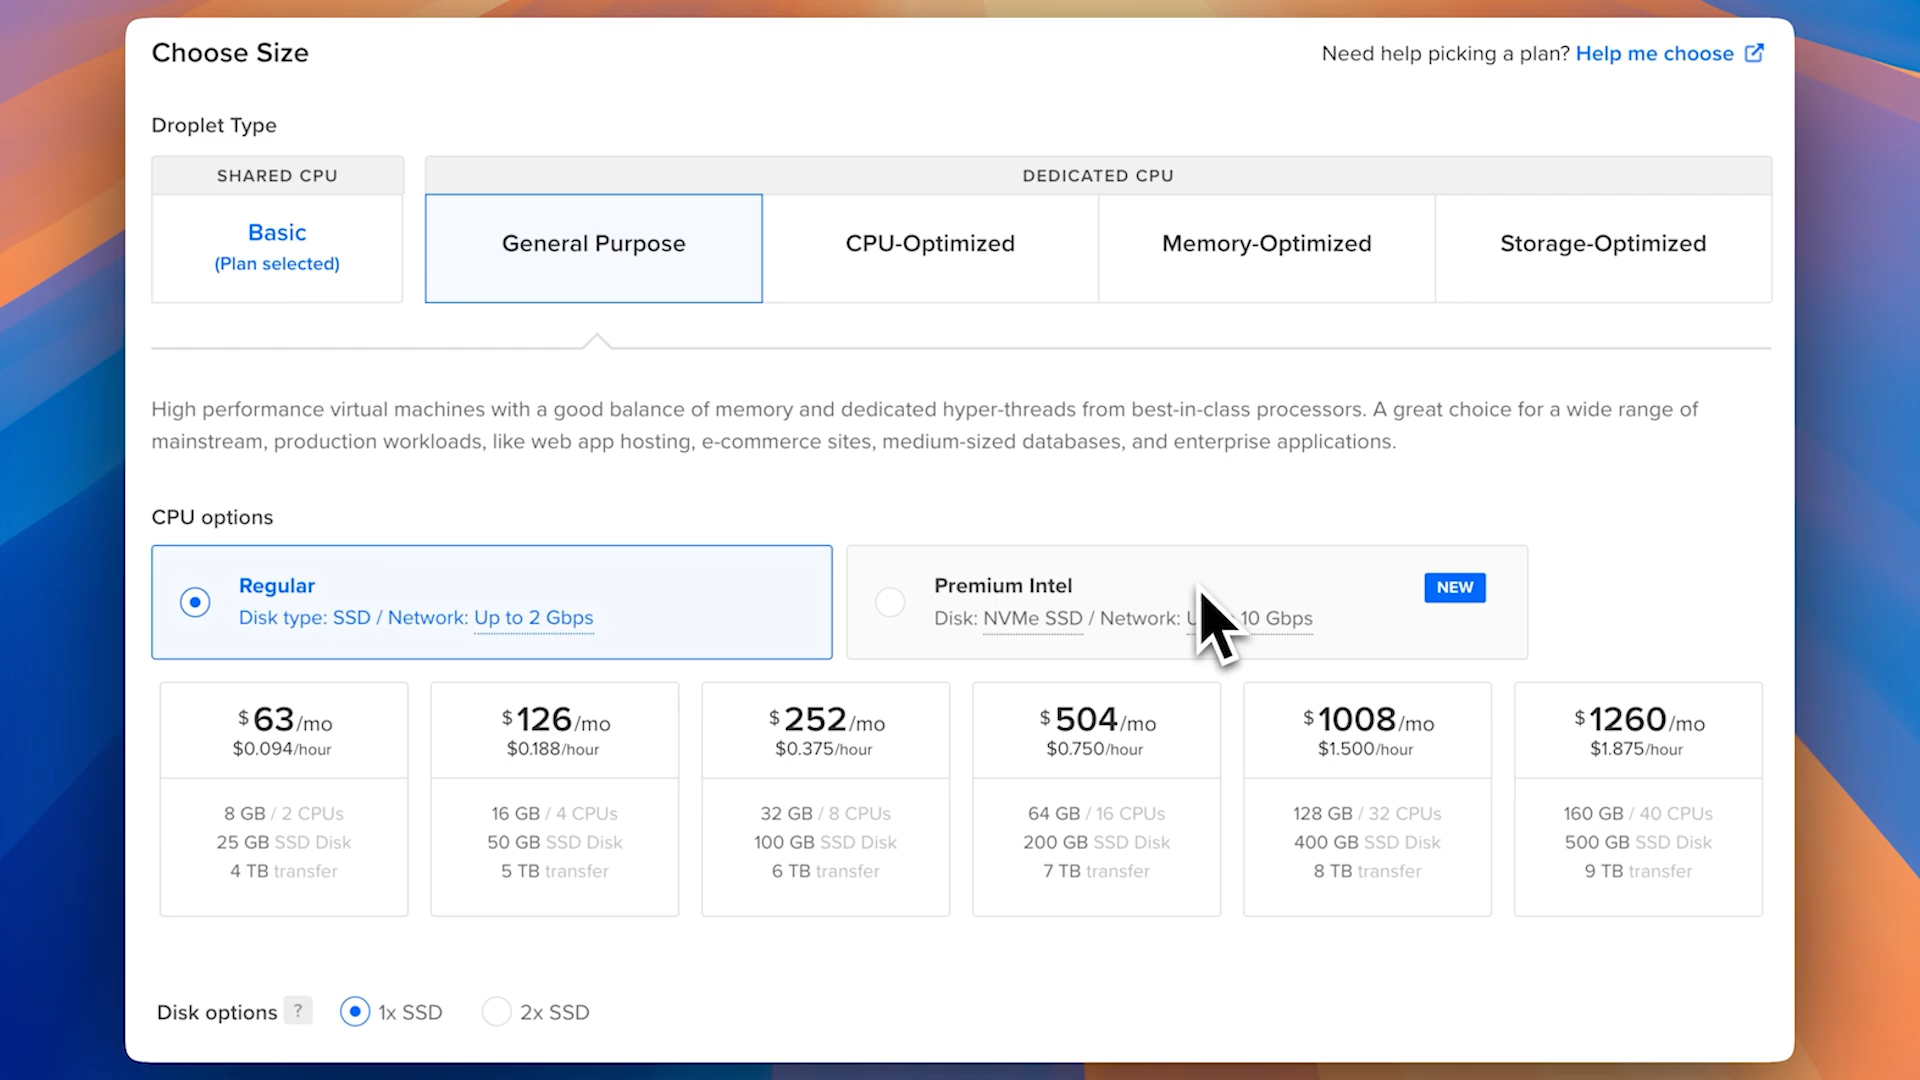 Choose Size
Need help picking a plan? Help me choose
Droplet Type
SHARED CPU
DEDICATED CPU
Basic
(Plan selected)
General Purpose
CPU-Optimized
Memory-Optimized
Storage-Optimized
High performance virtual machines with a good balance of memory and dedicated hyper-threads from best-in-class processors. A great choice for a wide range of
mainstream, production workloads, like web app hosting, e-commerce sites, medium-sized databases, and enterprise applications.
CPU options
Regular
Disk type: SSD / Network: Up to 2 Gbps
Premium Intel
NEW
Disk: NVMe SSD / Network: 10 Gbps
$63/mo
$0.094/hour
8 GB / 2 CPUs
25 GB SSD Disk
4 TB transfer
$126/mo
$0.188/hour
16 GB / 4 CPUs
50 GB SSD Disk
5 TB transfer
$252/mo
$0.375/hour
32 GB / 8 CPUs
100 GB SSD Disk
6 TB transfer
$504/mo
$0.750/hour
64 GB / 16 CPUs
200 GB SSD Disk
7 TB transfer
$1008/mo
$1.500/hour
128 GB / 32 CPUs
400 GB SSD Disk
8 TB transfer
$1260/mo
$1.875/hour
160 GB / 40 CPUs
500 GB SSD Disk
9 TB transfer
Disk options ?
1x SSD
2x SSD